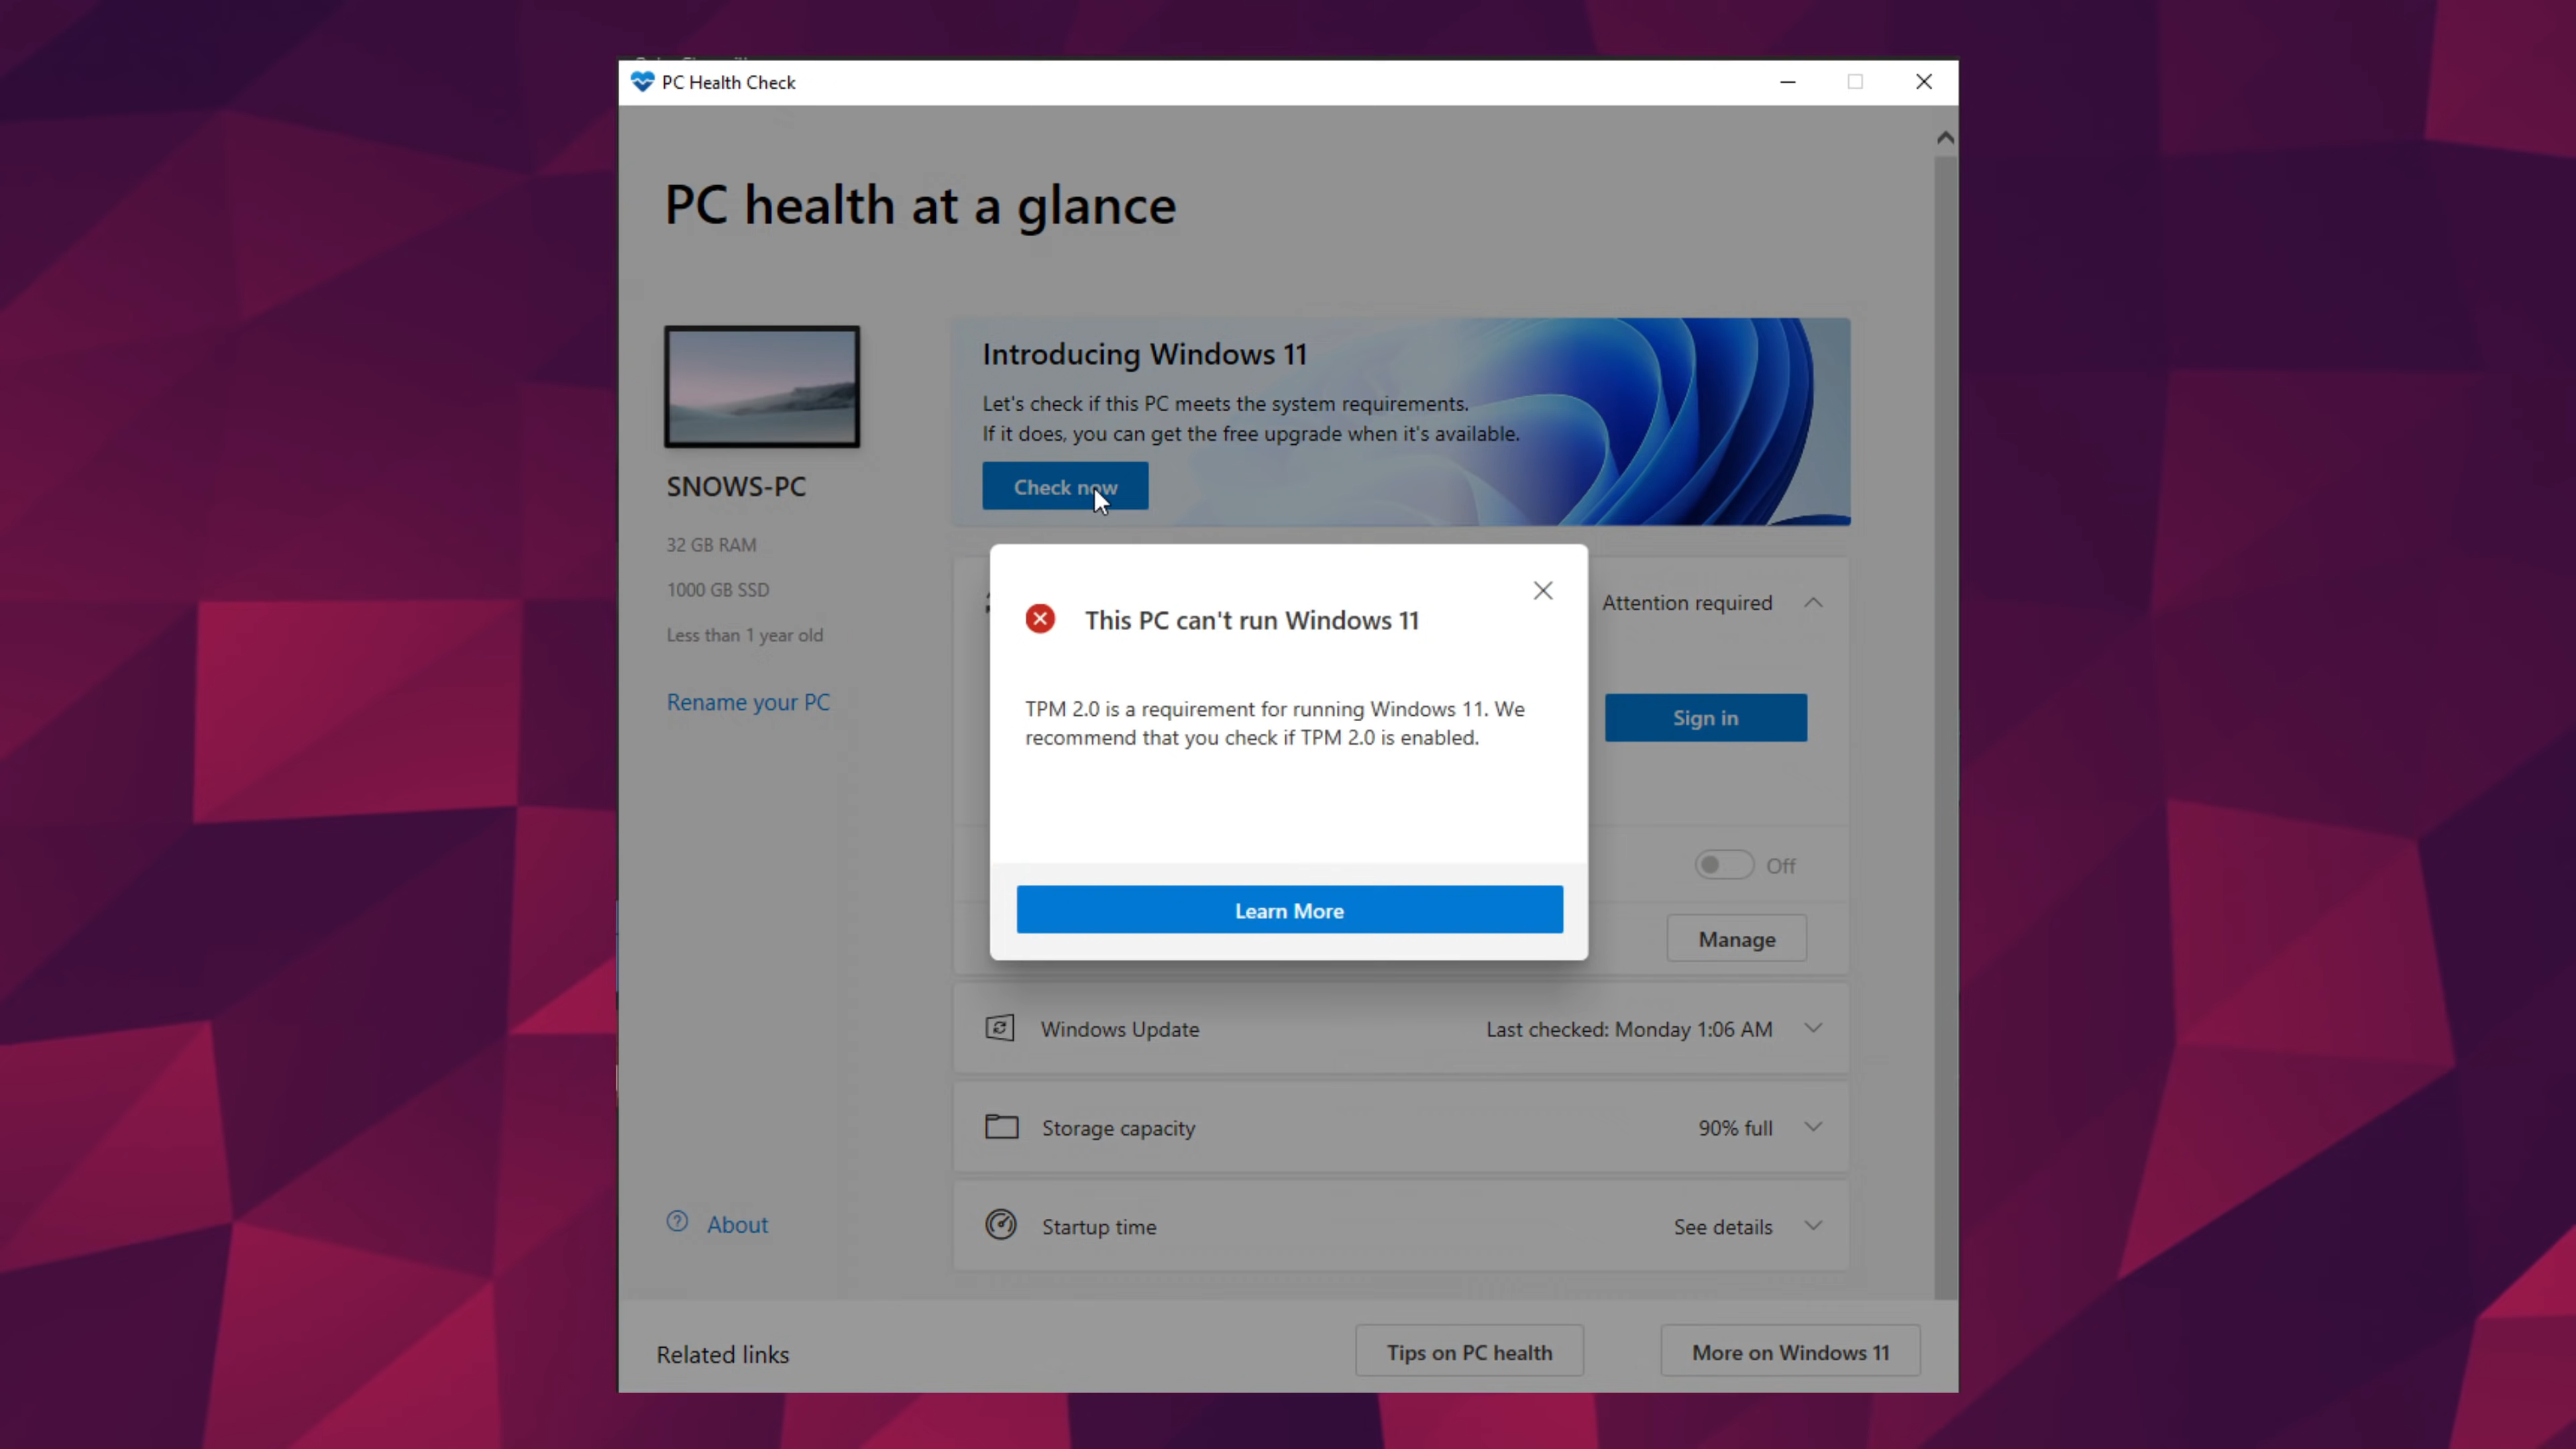 PC Health Check
PC health at a glance
SNOWS-PC
32 GB RAM
1000 GB SSD
Less than 1 year old
Rename your PC
About
Introducing Windows 11
Let's check if this PC meets the system requirements.
If it does, you can get the free upgrade when it's available.
Check now
Attention required
Sign in
Off
Manage
This PC can't run Windows 11
TPM 2.0 is a requirement for running Windows 11. We
recommend that you check if TPM 2.0 is enabled.
Learn More
Windows Update Last checked: Monday 1:06 AM
Storage capacity 90% full
Startup time See details
Related links
Tips on PC health
More on Windows 11